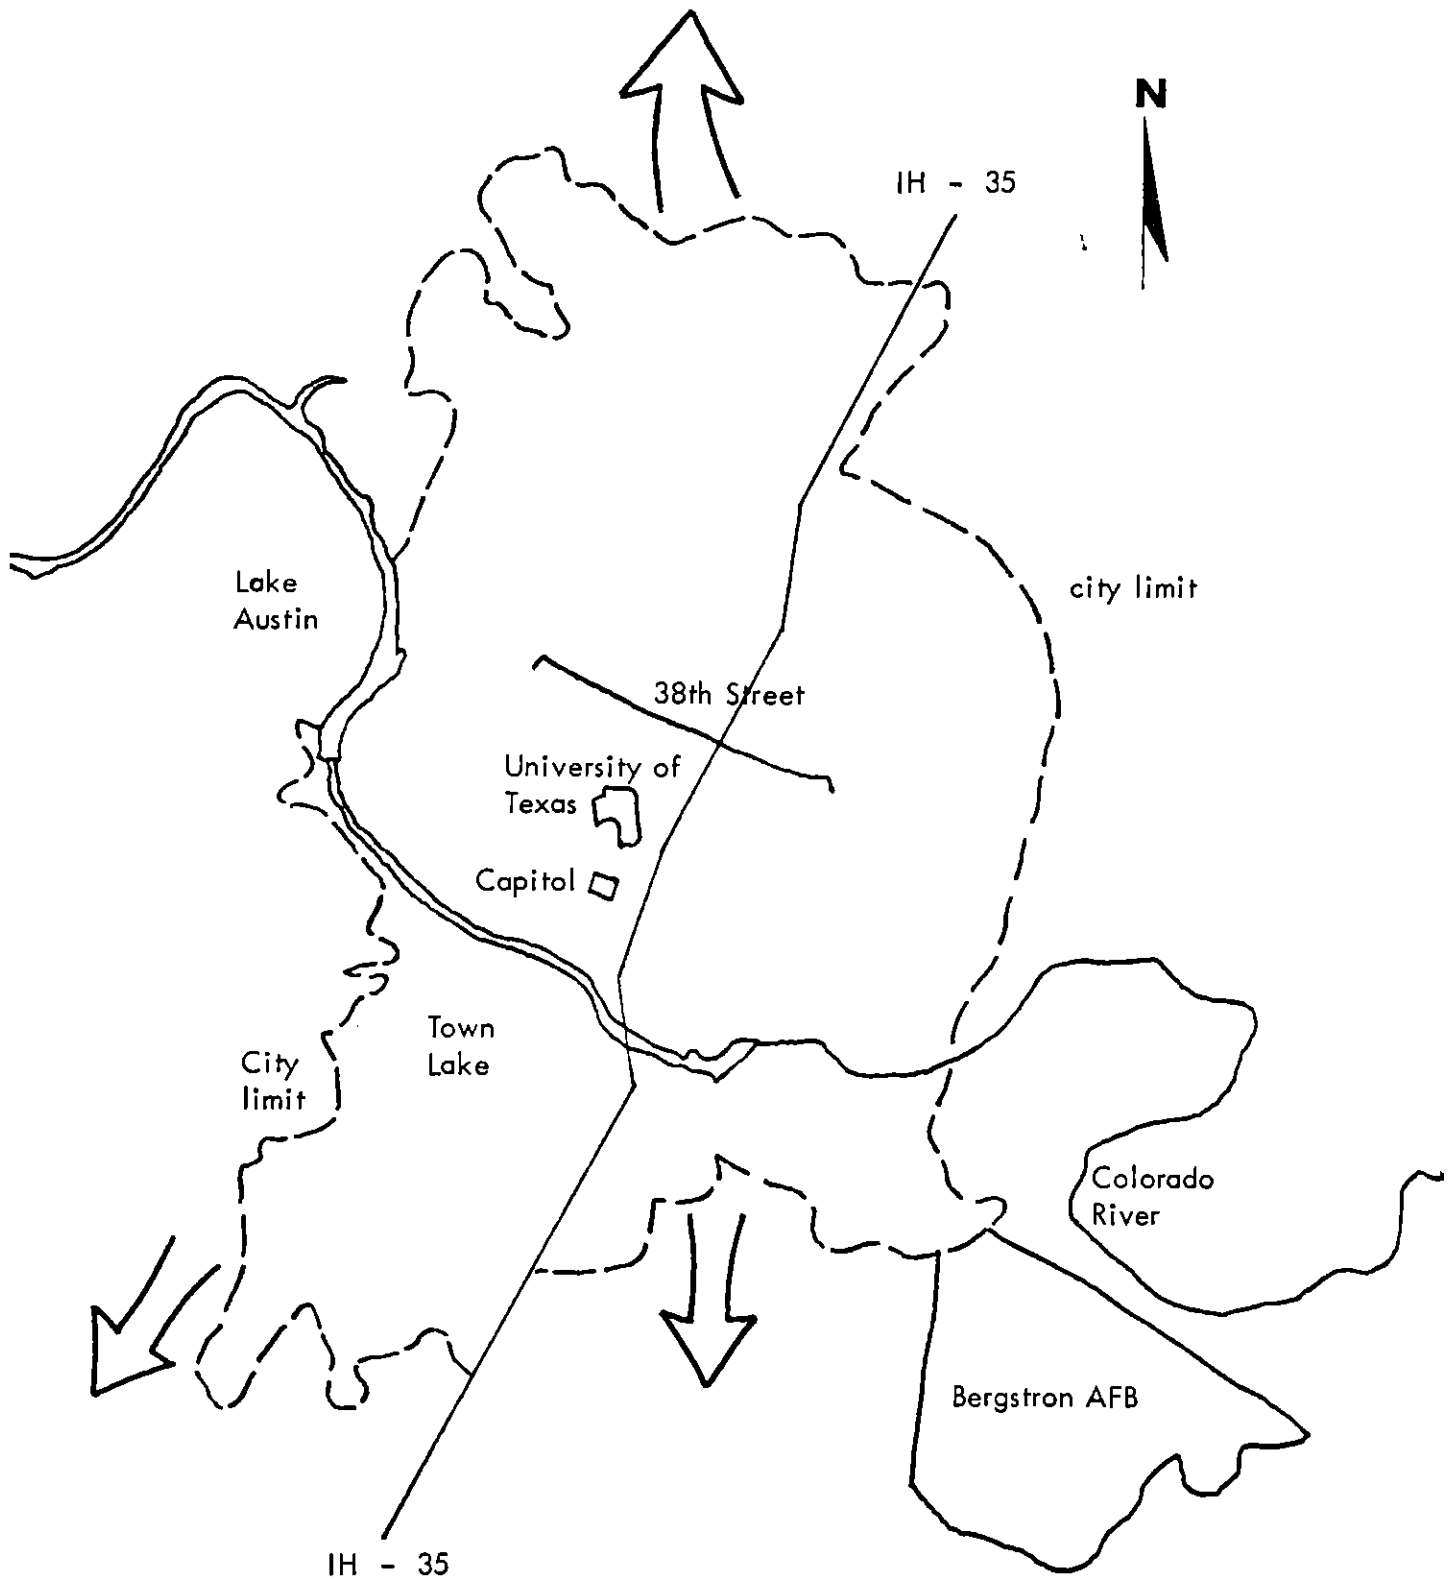 N
IH - 35
Lake
Austin
city limit
38th Street
University of
Texas
Capitol
Town
Lake
City
limit
Colorado
River
Bergstron AFB
IH - 35